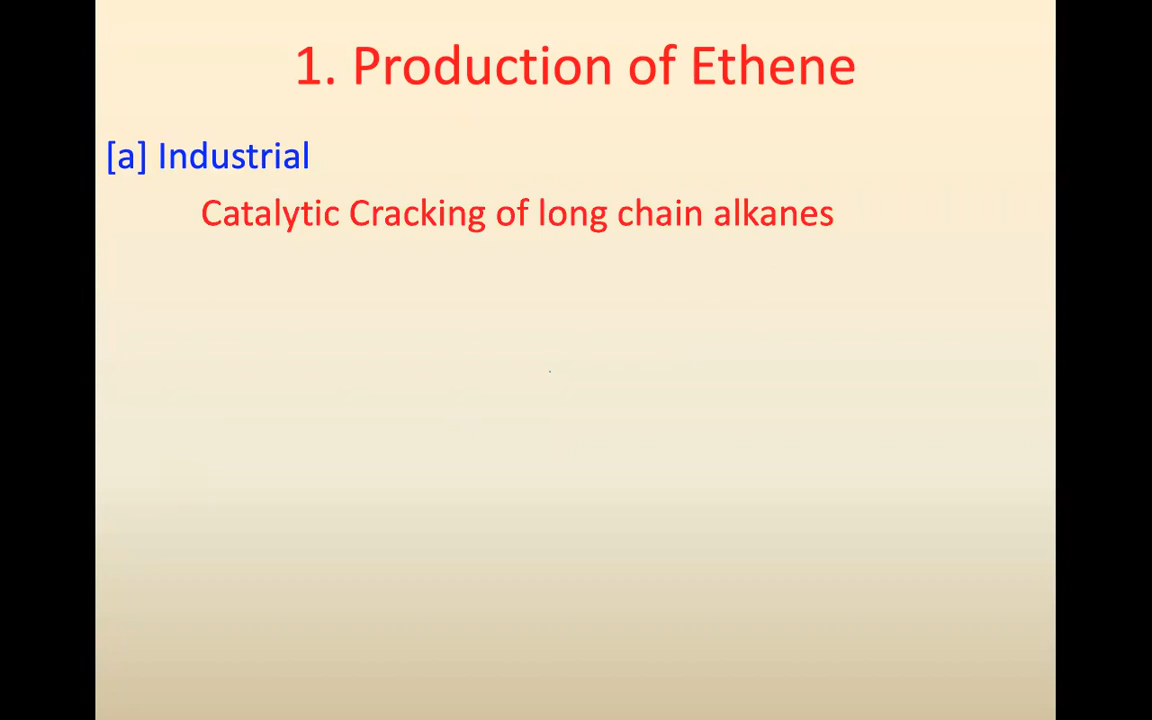 1. Production of Ethene
[a] Industrial
Catalytic Cracking of long chain alkanes